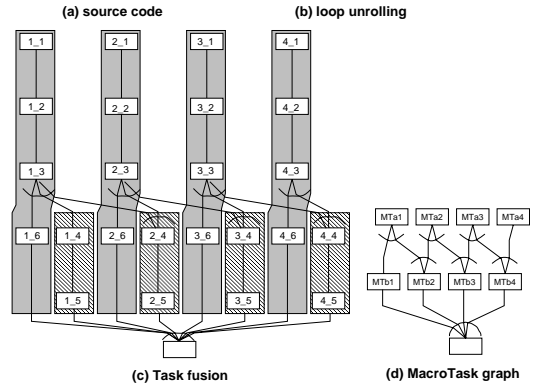 (a) source code (b) loop unrolling
1_1 2_1 3_1 4_1
1_2 2_2 3_2 4_2
1_3 2_3 3_3 4_3
MTa1 MTa2 MTa3 MTa4
1_6 1_4 2_6 2_4 3_6 3_4 4_6 4_4
MTb1 MTb2 MTb3 MTb4
1_5 2_5 3_5 4_5
(c) Task fusion (d) MacroTask graph